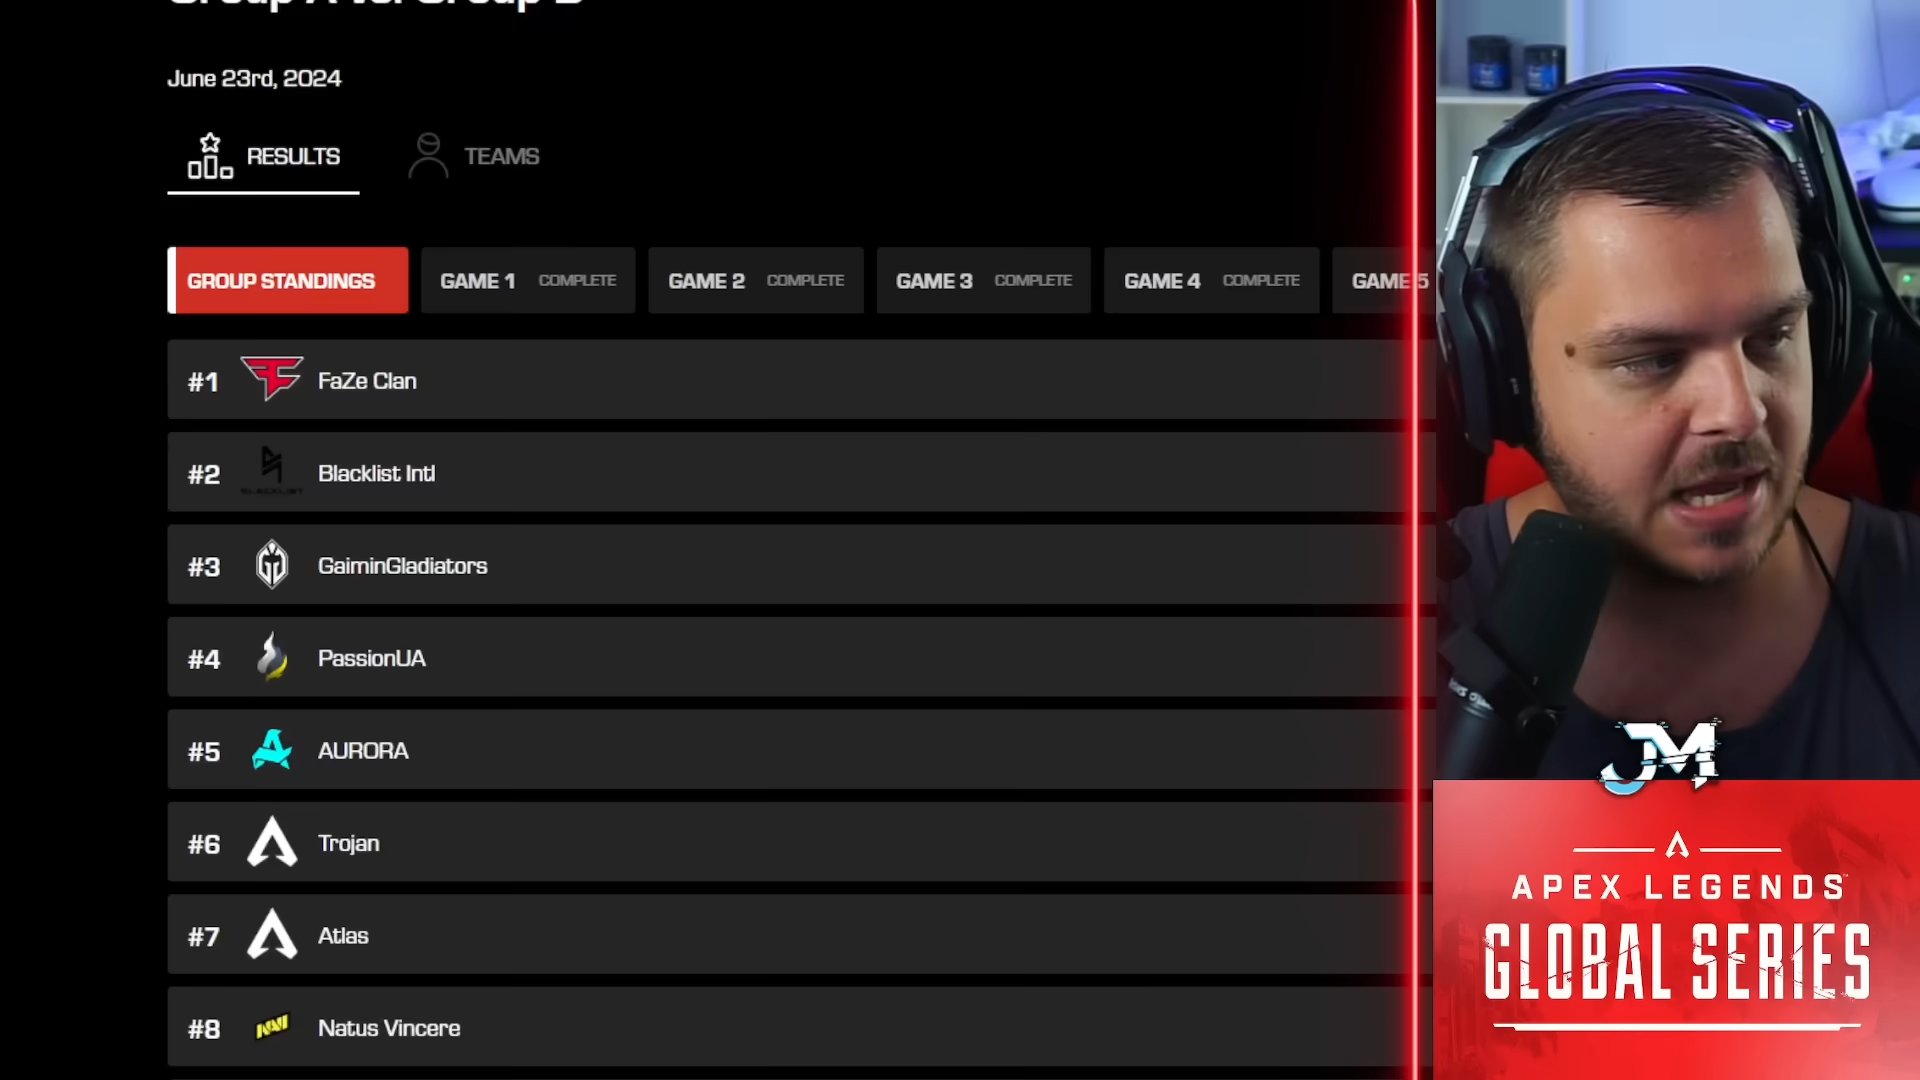 June 23rd, 2024
RESULTS
TEAMS
GROUP STANDINGS
GAME 1 COMPLETE
GAME 2 COMPLETE
GAME 3 COMPLETE
GAME 4 COMPLETE
GAME 5
#1 FaZe Clan
#2 Blacklist Intl
#3 GaiminGladiators
#4 PassionUA
#5 AURORA
#6 Trojan
#7 Atlas
#8 Natus Vincere
JM
APEX LEGENDS
GLOBAL SERIES